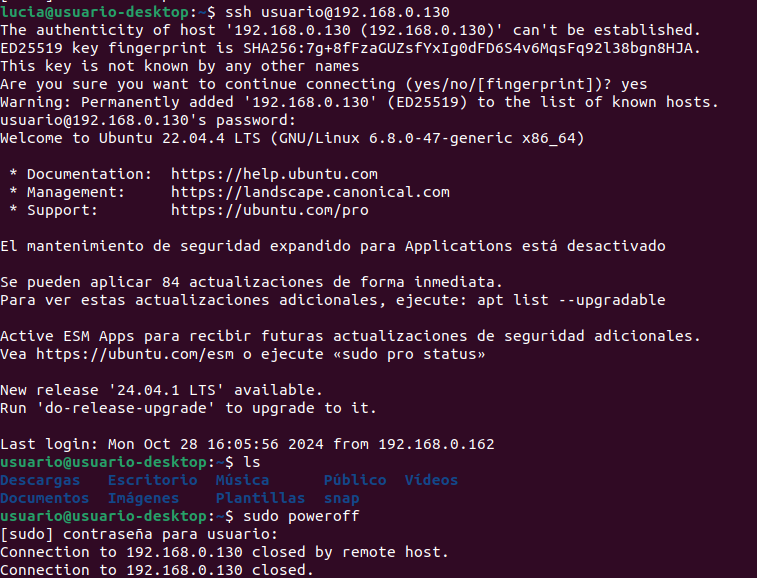 lucia@usuario-desktop:~$ ssh usuario@192.168.0.130
The authenticity of host '192.168.0.130 (192.168.0.130)' can't be established.
ED25519 key fingerprint is SHA256:7g+8fFzaGUZsfYxIg0dFD6S4v6MqsFq92l38bgn8HJA.
This key is not known by any other names
Are you sure you want to continue connecting (yes/no/[fingerprint])? yes
Warning: Permanently added '192.168.0.130' (ED25519) to the list of known hosts.
usuario@192.168.0.130's password:
Welcome to Ubuntu 22.04.4 LTS (GNU/Linux 6.8.0-47-generic x86_64)
* Documentation:  https://help.ubuntu.com
* Management:     https://landscape.canonical.com
* Support:        https://ubuntu.com/pro
El mantenimiento de seguridad expandido para Applications está desactivado
Se pueden aplicar 84 actualizaciones de forma inmediata.
Para ver estas actualizaciones adicionales, ejecute: apt list --upgradable
Active ESM Apps para recibir futuras actualizaciones de seguridad adicionales.
Vea https://ubuntu.com/esm o ejecute «sudo pro status»
New release '24.04.1 LTS' available.
Run 'do-release-upgrade' to upgrade to it.
Last login: Mon Oct 28 16:05:56 2024 from 192.168.0.162
usuario@usuario-desktop:~$ ls
Descargas   Escritorio  Música      Público  Vídeos
Documentos  Imágenes    Plantillas  snap
usuario@usuario-desktop:~$ sudo poweroff
[sudo] contraseña para usuario:
Connection to 192.168.0.130 closed by remote host.
Connection to 192.168.0.130 closed.